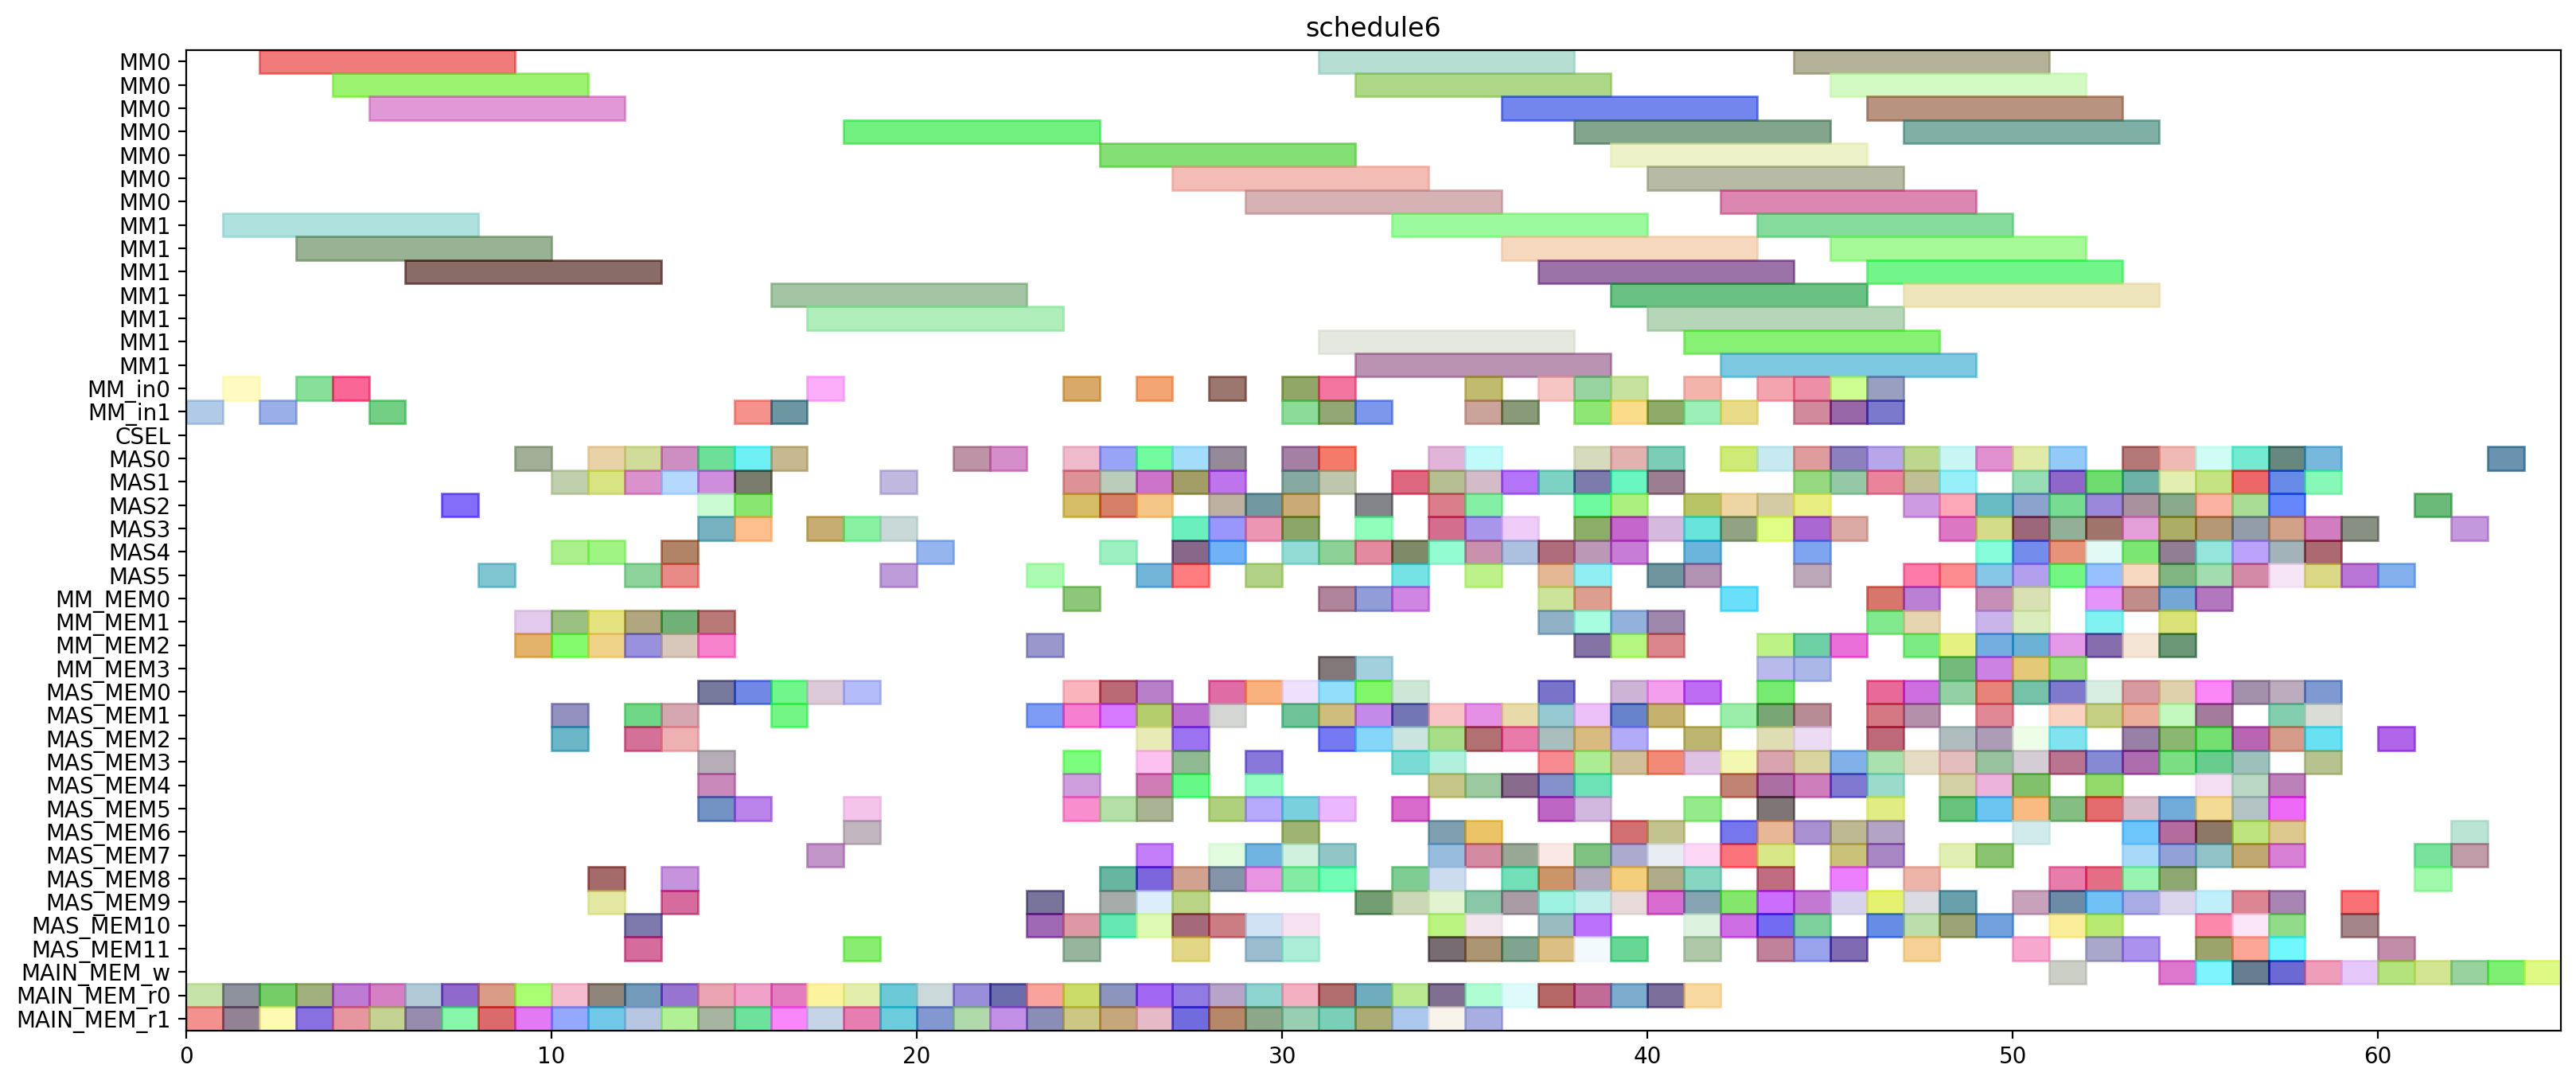 schedule6
MM0
MM0
MM0
MM0
MM0
MM0
MM0
MM1
MM1
MM1
MM1
MM1
MM1
MM1
MM_in0
MM_in1
CSEL
MAS0
MAS1
MAS2
MAS3
MAS4
MAS5
MM_MEM0
MM_MEM1
MM_MEM2
MM_MEM3
MAS_MEM0
MAS_MEM1
MAS_MEM2
MAS_MEM3
MAS_MEM4
MAS_MEM5
MAS_MEM6
MAS_MEM7
MAS_MEM8
MAS_MEM9
MAS_MEM10
MAS_MEM11
MAIN_MEM_w
MAIN_MEM_r0
MAIN_MEM_r1
0 10 20 30 40 50 60